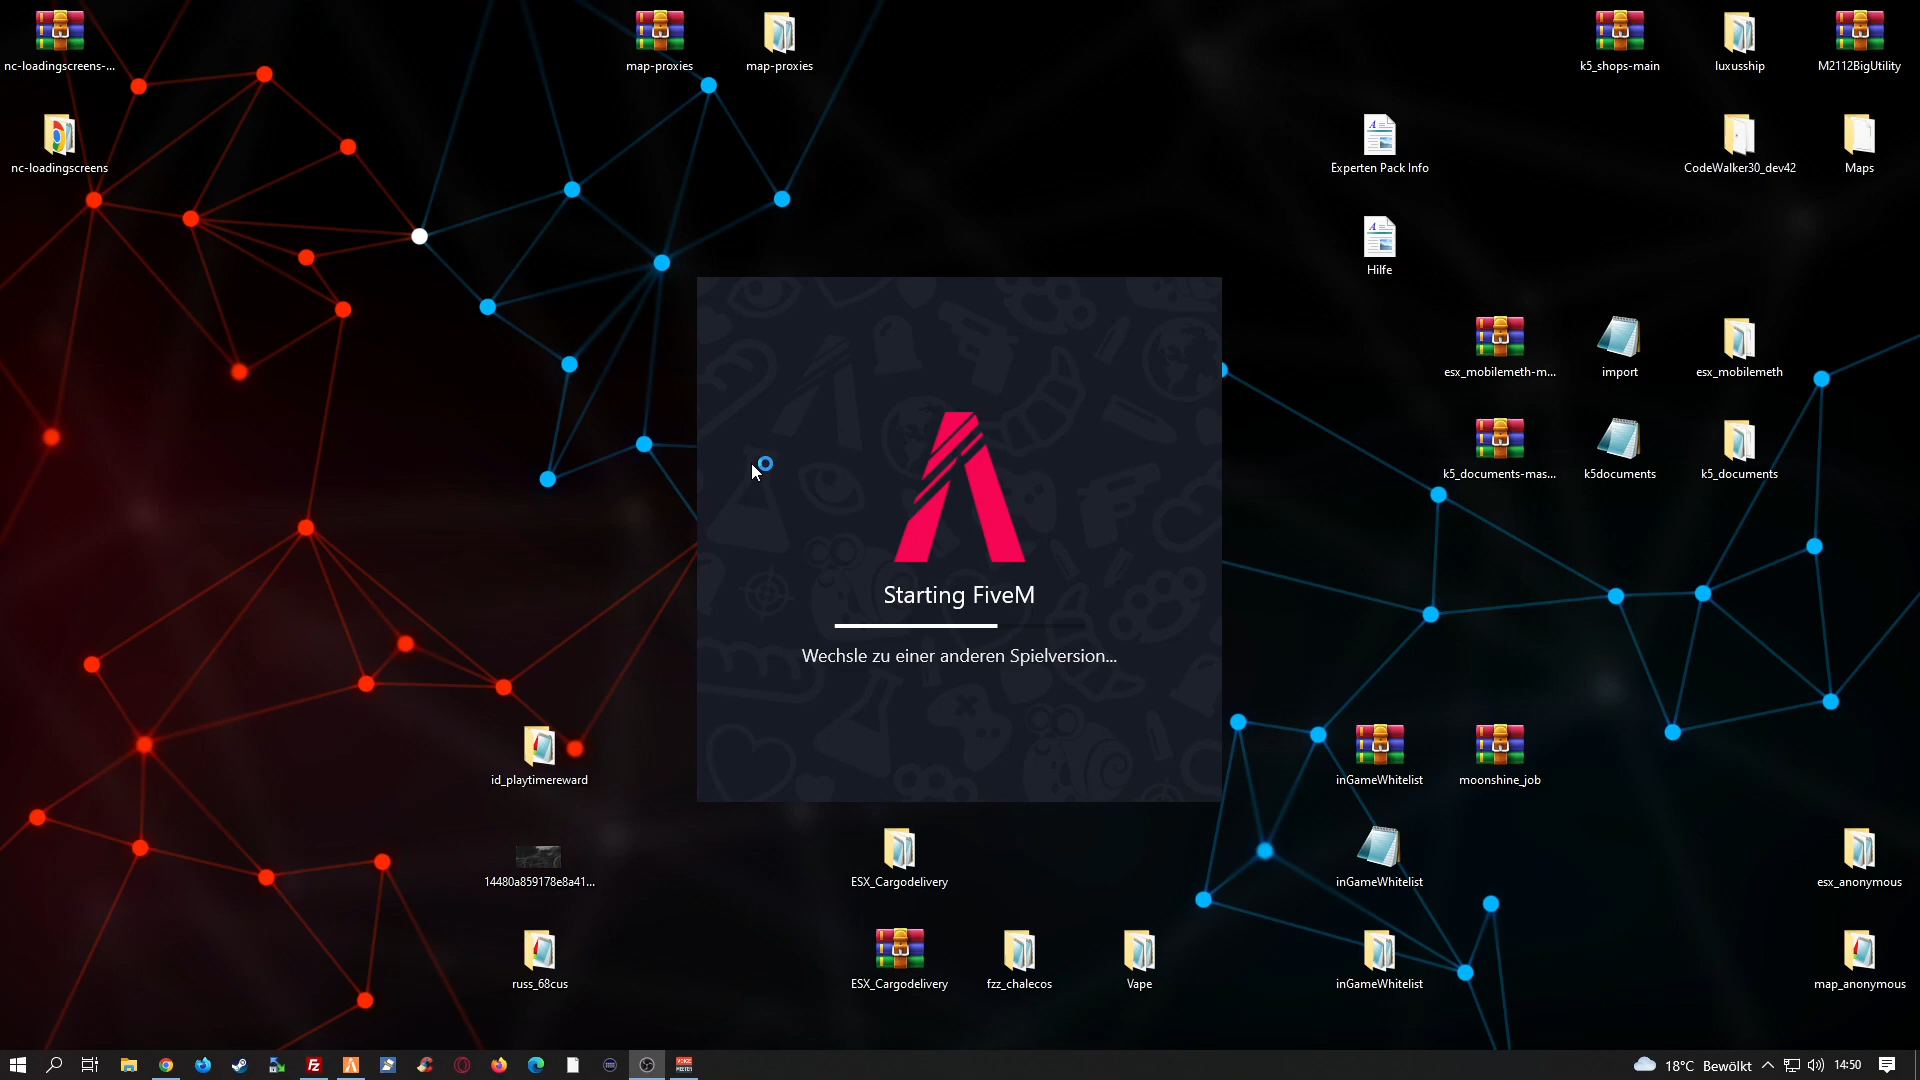 nc-loadingscreens-...
map-proxies
map-proxies
k5_shops-main
luxusship
M2112BigUtility
nc-loadingscreens
Experten Pack Info
CodeWalker30_dev42
Maps
Hilfe
esx_mobilemeth-m...
import
esx_mobilemeth
k5_documents-mas...
k5documents
k5_documents
Starting FiveM
Wechsle zu einer anderen Spielversion...
id_playtimereward
inGameWhitelist
moonshine_job
14480a859178e8a41...
ESX_Cargodelivery
inGameWhitelist
esx_anonymous
russ_68cus
ESX_Cargodelivery
fzz_chalecos
Vape
inGameWhitelist
map_anonymous
18°C Bewölkt
14:50